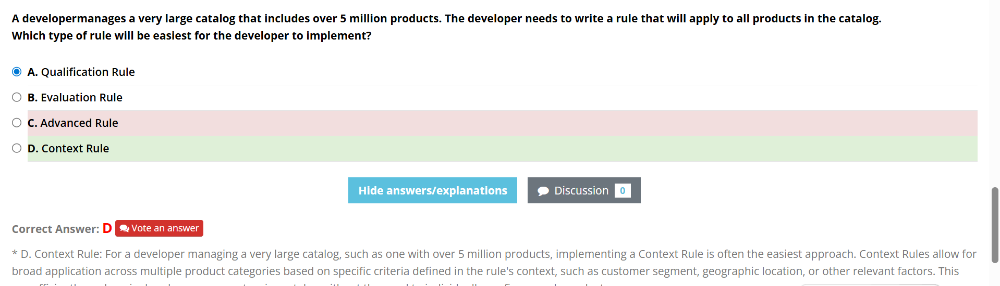 A developermanages a very large catalog that includes over 5 million products. The developer needs to write a rule that will apply to all products in the catalog.
Which type of rule will be easiest for the developer to implement?
A. Qualification Rule
B. Evaluation Rule
C. Advanced Rule
D. Context Rule
Hide answers/explanations
Discussion 0
Correct Answer: D Vote an answer
* D. Context Rule: For a developer managing a very large catalog, such as one with over 5 million products, implementing a Context Rule is often the easiest approach. Context Rules allow for
broad application across multiple product categories based on specific criteria defined in the rule's context, such as customer segment, geographic location, or other relevant factors. This